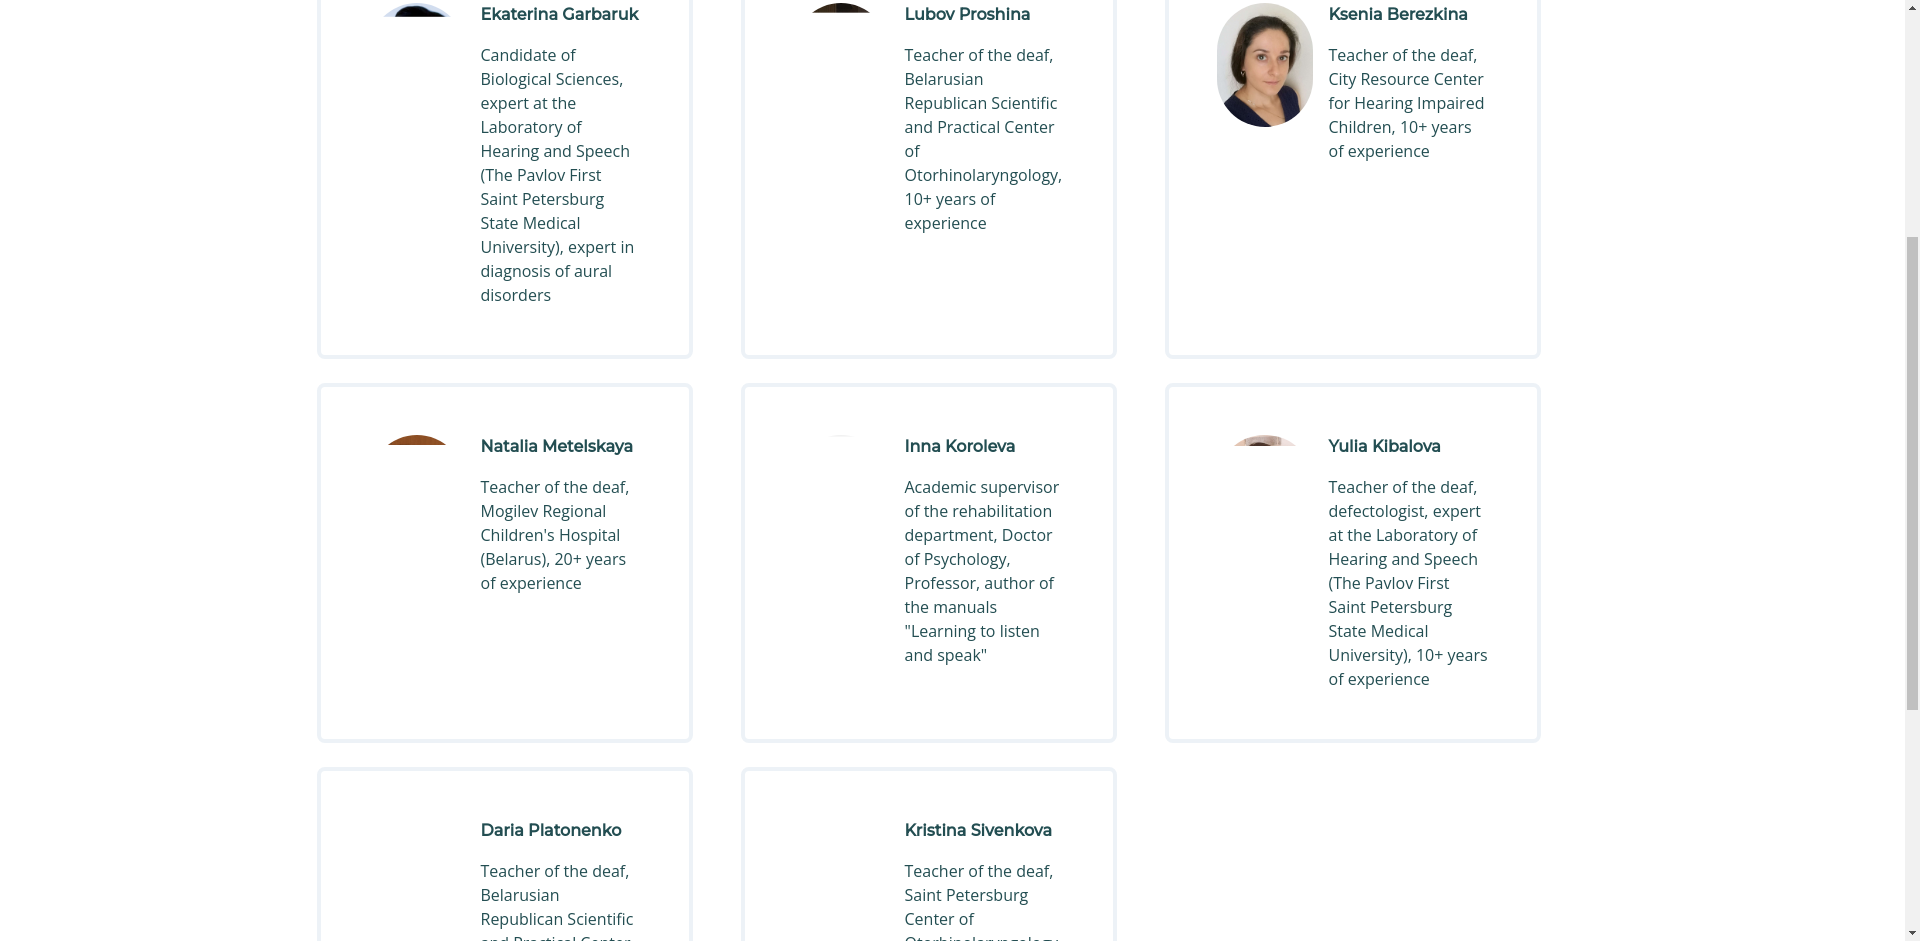 Ekaterina Garbaruk
Candidate of
Biological Sciences,
expert at the
Laboratory of
Hearing and Speech
(The Pavlov First
Saint Petersburg
State Medical
University), expert in
diagnosis of aural
disorders
Lubov Proshina
Teacher of the deaf,
Belarusian
Republican Scientific
and Practical Center
of
Otorhinolaryngology,
10+ years of
experience
Ksenia Berezkina
Teacher of the deaf,
City Resource Center
for Hearing Impaired
Children, 10+ years
of experience
Natalia Metelskaya
Teacher of the deaf,
Mogilev Regional
Children's Hospital
(Belarus), 20+ years
of experience
Inna Koroleva
Academic supervisor
of the rehabilitation
department, Doctor
of Psychology,
Professor, author of
the manuals
"Learning to listen
and speak"
Yulia Kibalova
Teacher of the deaf,
defectologist, expert
at the Laboratory of
Hearing and Speech
(The Pavlov First
Saint Petersburg
State Medical
University), 10+ years
of experience
Daria Platonenko
Teacher of the deaf,
Belarusian
Republican Scientific
and Practical Center
Kristina Sivenkova
Teacher of the deaf,
Saint Petersburg
Center of
Otorhinolaryngology